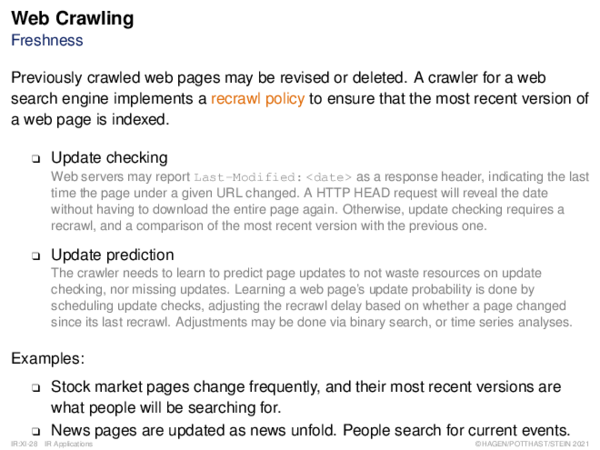 Web Crawling
Freshness
Previously crawled web pages may be revised or deleted. A crawler for a web
search engine implements a recrawl policy to ensure that the most recent version of
a web page is indexed.
❏ Update checking
Web servers may report Last-Modified: <date> as a response header, indicating the last
time the page under a given URL changed. A HTTP HEAD request will reveal the date
without having to download the entire page again. Otherwise, update checking requires a
recrawl, and a comparison of the most recent version with the previous one.
❏ Update prediction
The crawler needs to learn to predict page updates to not waste resources on update
checking, nor missing updates. Learning a web page's update probability is done by
scheduling update checks, adjusting the recrawl delay based on whether a page changed
since its last recrawl. Adjustments may be done via binary search, or time series analyses.
Examples:
❏ Stock market pages change frequently, and their most recent versions are
what people will be searching for.
❏ News pages are updated as news unfold. People search for current events.
IR:XI-28 IR Applications ©HAGEN/POTTHAST/STEIN 2021